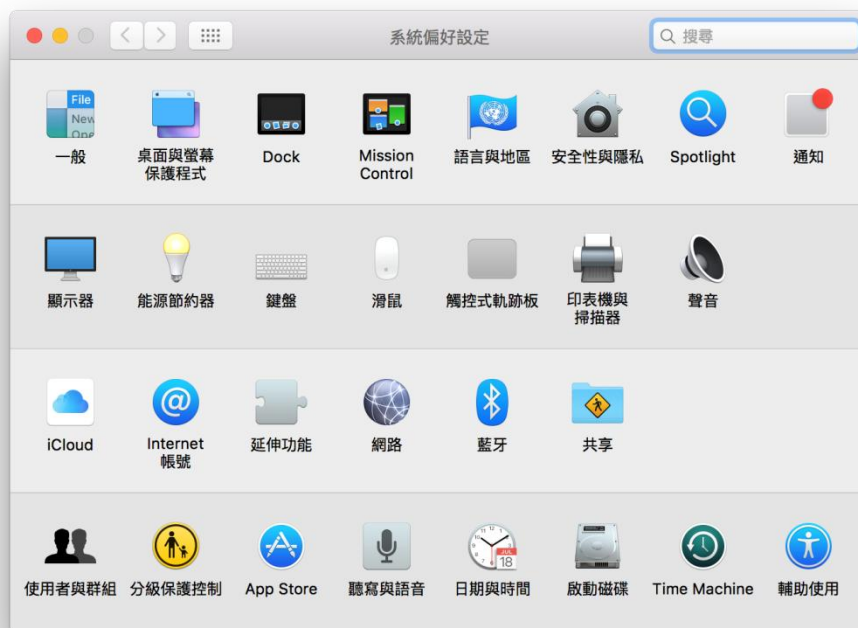 系統偏好設定
搜尋
File
New
Ope
一般
桌面與螢幕
保護程式
Dock
Mission
Control
語言與地區
安全性與隱私
Spotlight
通知
顯示器
能源節約器
鍵盤
滑鼠
觸控式軌跡板
印表機與
掃描器
聲音
iCloud
Internet
帳號
延伸功能
網路
藍牙
共享
使用者與群組
分級保護控制
App Store
聽寫與語音
JUL
18
日期與時間
啟動磁碟
Time Machine
輔助使用